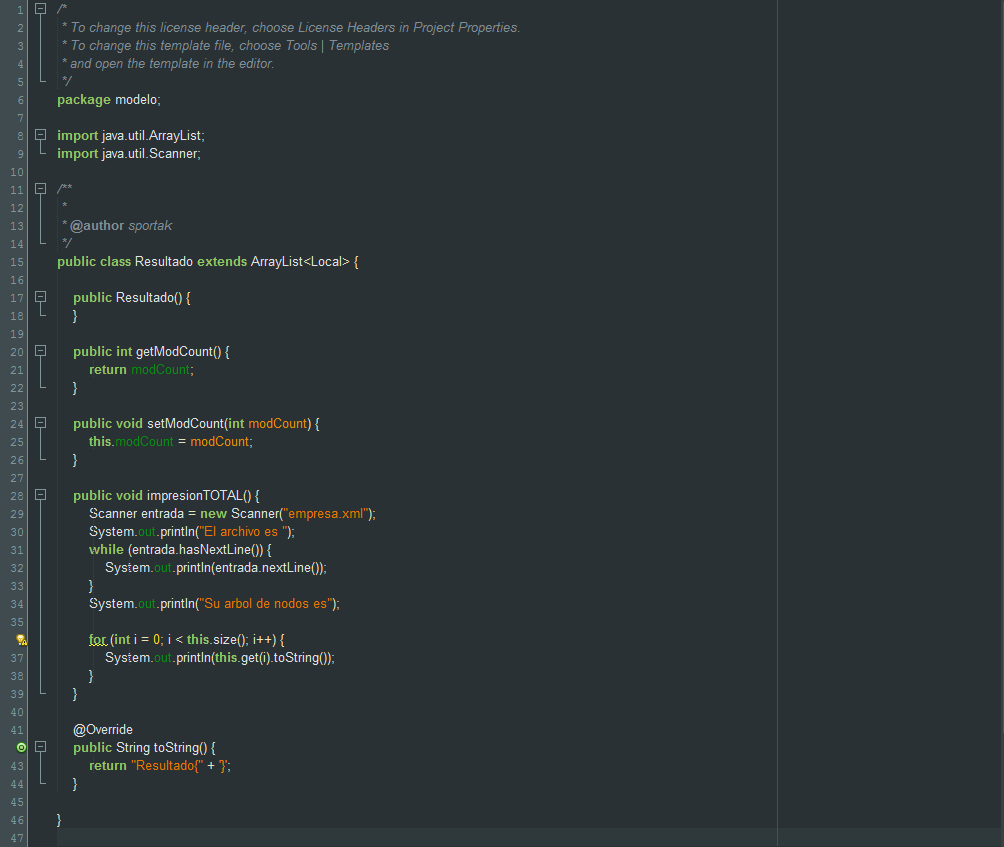 1 /*
2 * To change this license header, choose License Headers in Project Properties.
3 * To change this template file, choose Tools | Templates
4 * and open the template in the editor.
5 */
6 package modelo;
7
8 import java.util.ArrayList;
9 import java.util.Scanner;
10
11 /**
12 *
13 * @author sportak
14 */
15 public class Resultado extends ArrayList<Local> {
16
17 public Resultado() {
18 }
19
20 public int getModCount() {
21 return modCount;
22 }
23
24 public void setModCount(int modCount) {
25 this.modCount = modCount;
26 }
27
28 public void impresionTOTAL() {
29 Scanner entrada = new Scanner("empresa.xml");
30 System.out.println("El archivo es ");
31 while (entrada.hasNextLine()) {
32 System.out.println(entrada.nextLine());
33 }
34 System.out.println("Su arbol de nodos es");
35
for (int i = 0; i < this.size(); i++) {
37 System.out.println(this.get(i).toString());
38 }
39 }
40
41 @Override
public String toString() {
43 return "Resultado{" + '}';
44 }
45
46 }
47